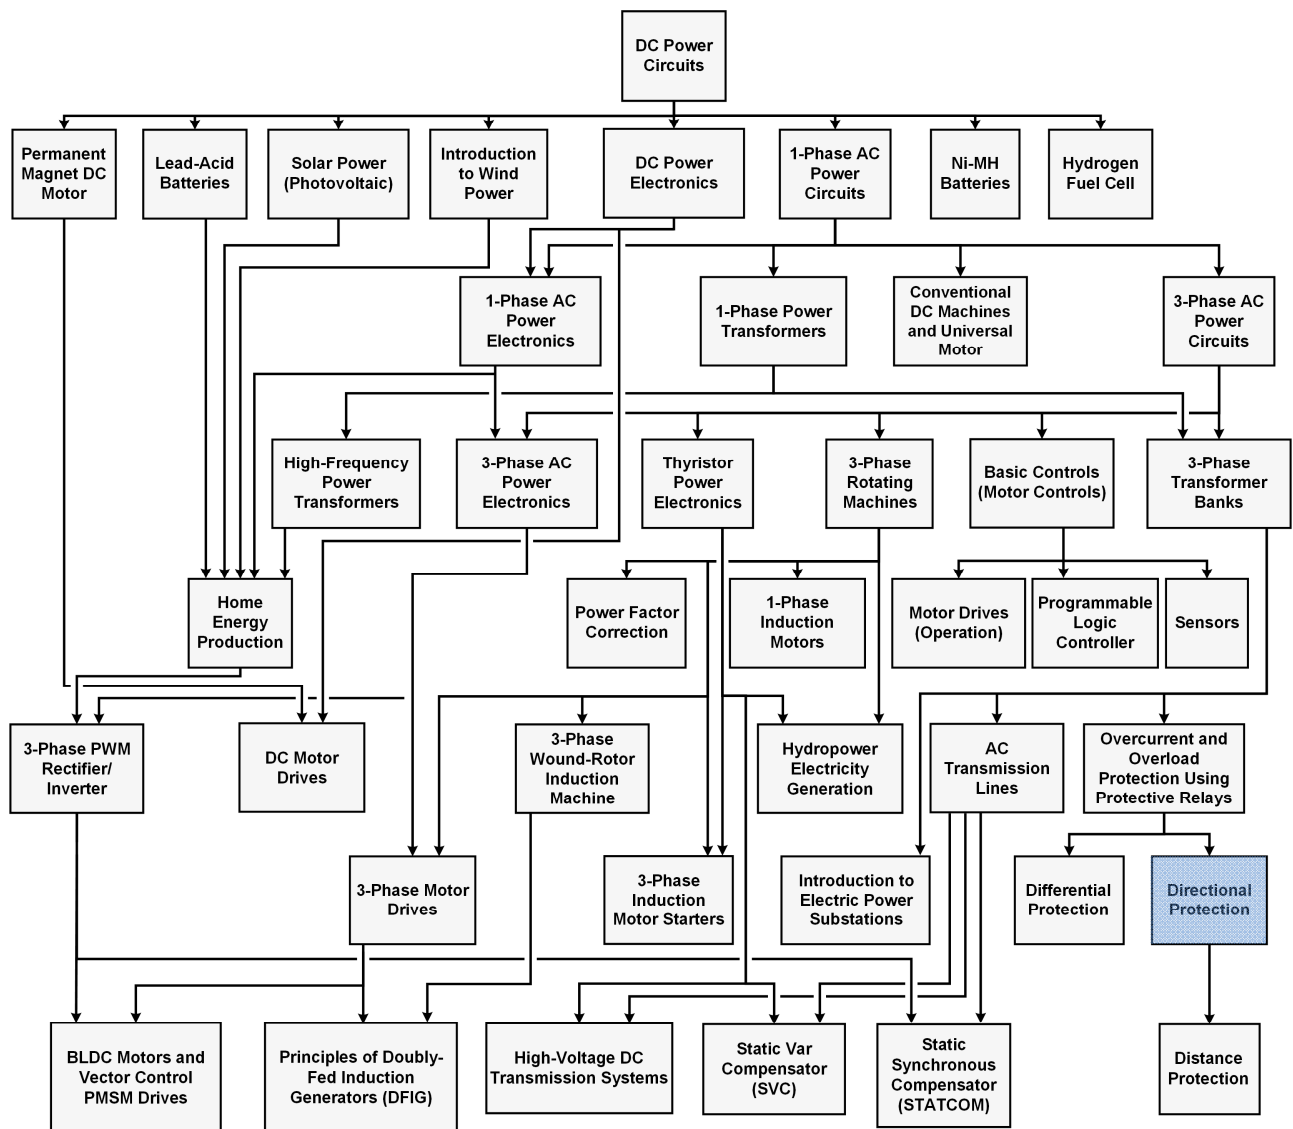 DC Power
Circuits
Permanent
Magnet DC
Motor
Lead-Acid
Batteries
Solar Power
(Photovoltaic)
Introduction
to Wind
Power
DC Power
Electronics
1-Phase AC
Power
Circuits
Ni-MH
Batteries
Hydrogen
Fuel Cell
1-Phase AC
Power
Electronics
1-Phase Power
Transformers
Conventional
DC Machines
and Universal
Motor
3-Phase AC
Power
Circuits
High-Frequency
Power
Transformers
3-Phase AC
Power
Electronics
Thyristor
Power
Electronics
3-Phase
Rotating
Machines
Basic Controls
(Motor Controls)
3-Phase
Transformer
Banks
Home
Energy
Production
Power Factor
Correction
1-Phase
Induction
Motors
Motor Drives
(Operation)
Programmable
Logic
Controller
Sensors
3-Phase PWM
Rectifier/
Inverter
DC Motor
Drives
3-Phase
Wound-Rotor
Induction
Machine
Hydropower
Electricity
Generation
AC
Transmission
Lines
Overcurrent and
Overload
Protection Using
Protective Relays
3-Phase Motor
Drives
3-Phase
Induction
Motor Starters
Introduction to
Electric Power
Substations
Differential
Protection
Directional
Protection
BLDC Motors and
Vector Control
PMSM Drives
Principles of Doubly-
Fed Induction
Generators (DFIG)
High-Voltage DC
Transmission Systems
Static Var
Compensator
(SVC)
Static
Synchronous
Compensator
(STATCOM)
Distance
Protection